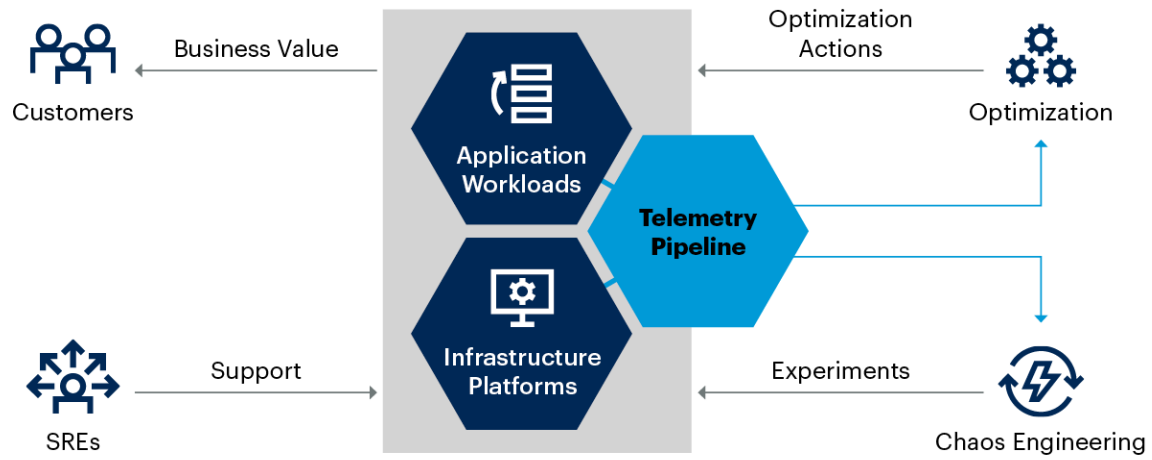 Business Value
Customers
Application
Workloads
Optimization
Actions
Optimization
Telemetry
Pipeline
Infrastructure
Platforms
Support
SREs
Experiments
Chaos Engineering